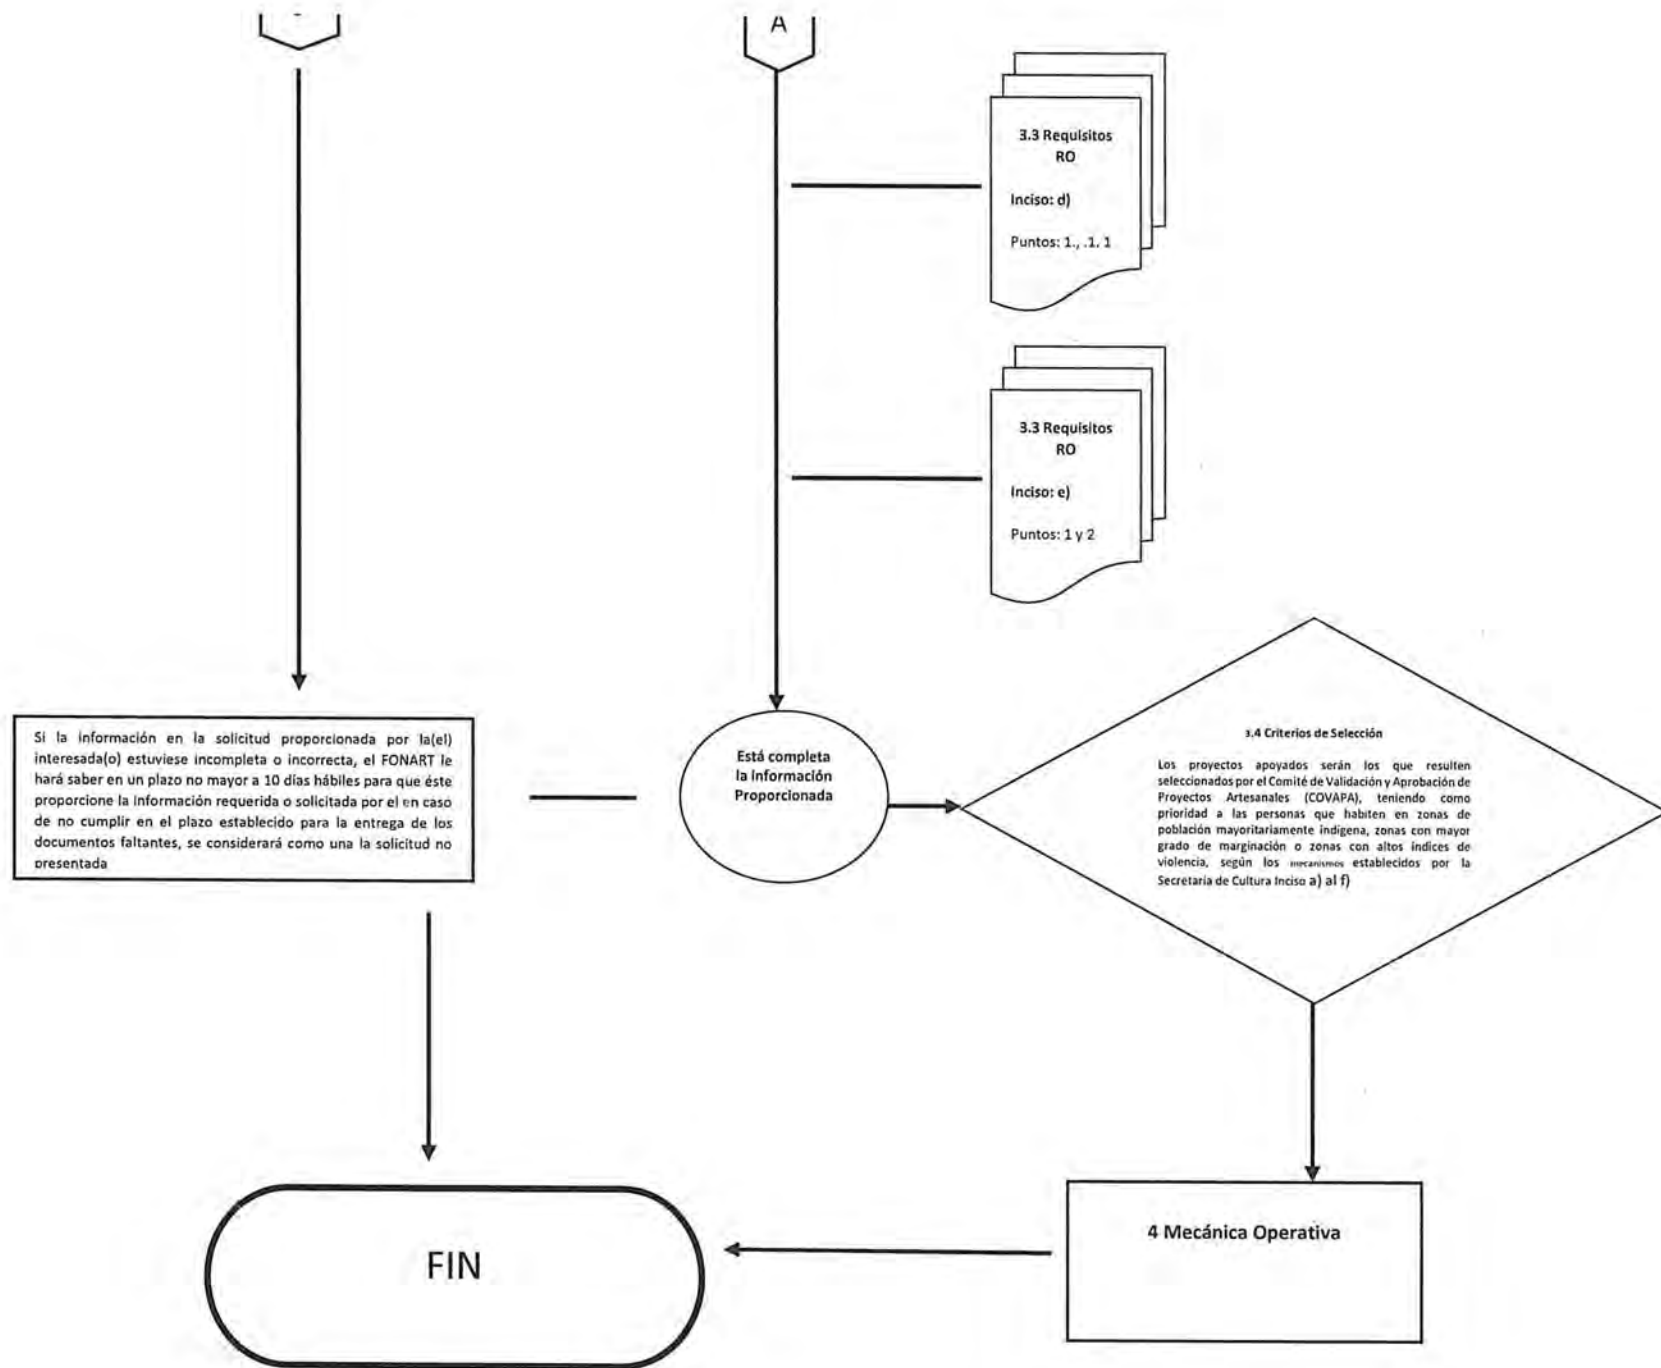 A
3.3 Requisitos
RO
Inciso: d)
Puntos: 1., .1. 1
3.3 Requisitos
RO
Inciso: e)
Puntos: 1 y 2
Si la información en la solicitud proporcionada por la(el)
interesada(o) estuviese incompleta o incorrecta, el FONART le
hará saber en un plazo no mayor a 10 días hábiles para que éste
proporcione la información requerida o solicitada por el en caso
de no cumplir en el plazo establecido para la entrega de los
documentos faltantes, se considerará como una la solicitud no
presentada
Está completa
la Información
Proporcionada
3.4 Criterios de Selección
Los proyectos apoyados serán los que resulten
seleccionados por el Comité de Validación y Aprobación de
Proyectos Artesanales (COVAPA), teniendo como
prioridad a las personas que habiten en zonas de
población mayoritariamente indígena, zonas con mayor
grado de marginación o zonas con altos índices de
violencia, según los mecanismos establecidos por la
Secretaría de Cultura Inciso a) al f)
4 Mecánica Operativa
FIN